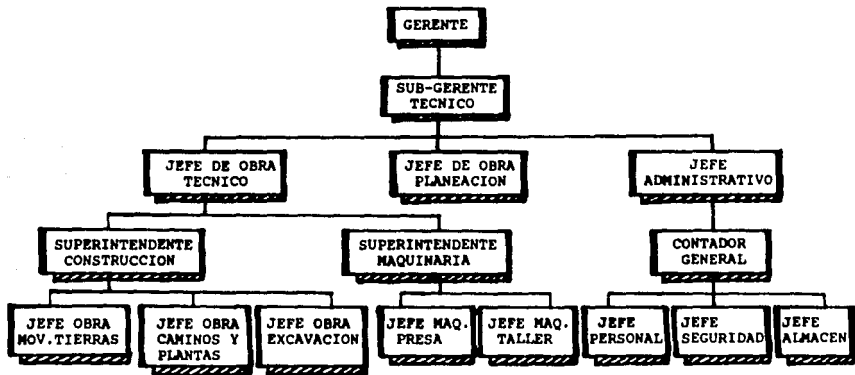 GERENTE
SUB-GERENTE
TECNICO
JEFE DE OBRA
TECNICO
JEFE DE OBRA
PLANEACION
JEFE
ADMINISTRATIVO
SUPERINTENDENTE
CONSTRUCCION
SUPERINTENDENTE
MAQUINARIA
CONTADOR
GENERAL
JEFE OBRA
MOV.TIERRAS
JEFE OBRA
CAMINOS Y
PLANTAS
JEFE OBRA
EXCAVACION
JEFE MAQ.
PRESA
JEFE MAQ.
TALLER
JEFE
PERSONAL
JEFE
SEGURIDAD
JEFE
ALMACEN